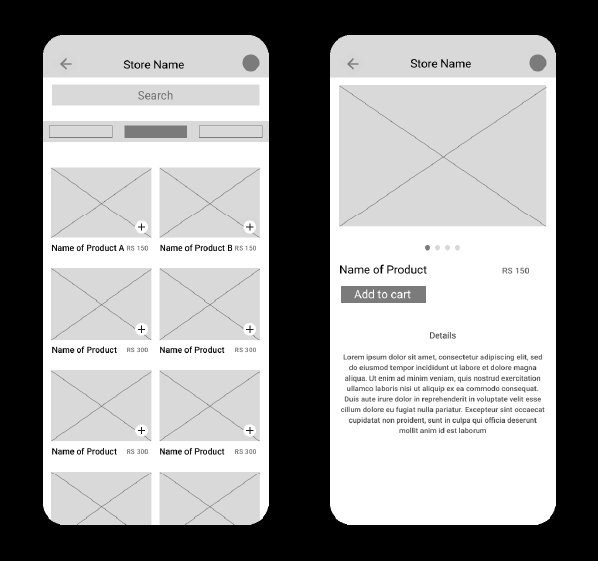 Store Name
Search
Name of Product A RS 150
Name of Product B RS 150
Name of Product RS 300
Name of Product RS 300
Name of Product RS 300
Name of Product RS 300
Store Name
Name of Product RS 150
Add to cart
Details
Lorem ipsum dolor sit amet, consectetur adipiscing elit, sed
do eiusmod tempor incididunt ut labore et dolore magna
aliqua. Ut enim ad minim veniam, quis nostrud exercitation
ullamco laboris nisi ut aliquip ex ea commodo consequat.
Duis aute irure dolor in reprehenderit in voluptate velit esse
cillum dolore eu fugiat nulla pariatur. Excepteur sint occaecat
cupidatat non proident, sunt in culpa qui officia deserunt
mollit anim id est laborum